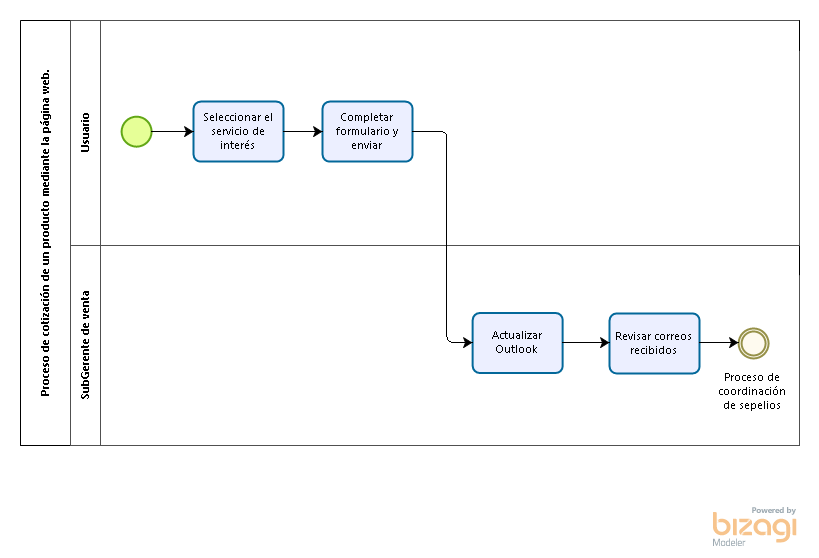 Proceso de cotización de un producto mediante la página web.
Usuario
Seleccionar el
servicio de
interés
Completar
formulario y
enviar
SubGerente de venta
Actualizar
Outlook
Revisar correos
recibidos
Proceso de
coordinación
de sepelios
Powered by
bizagi
Modeler